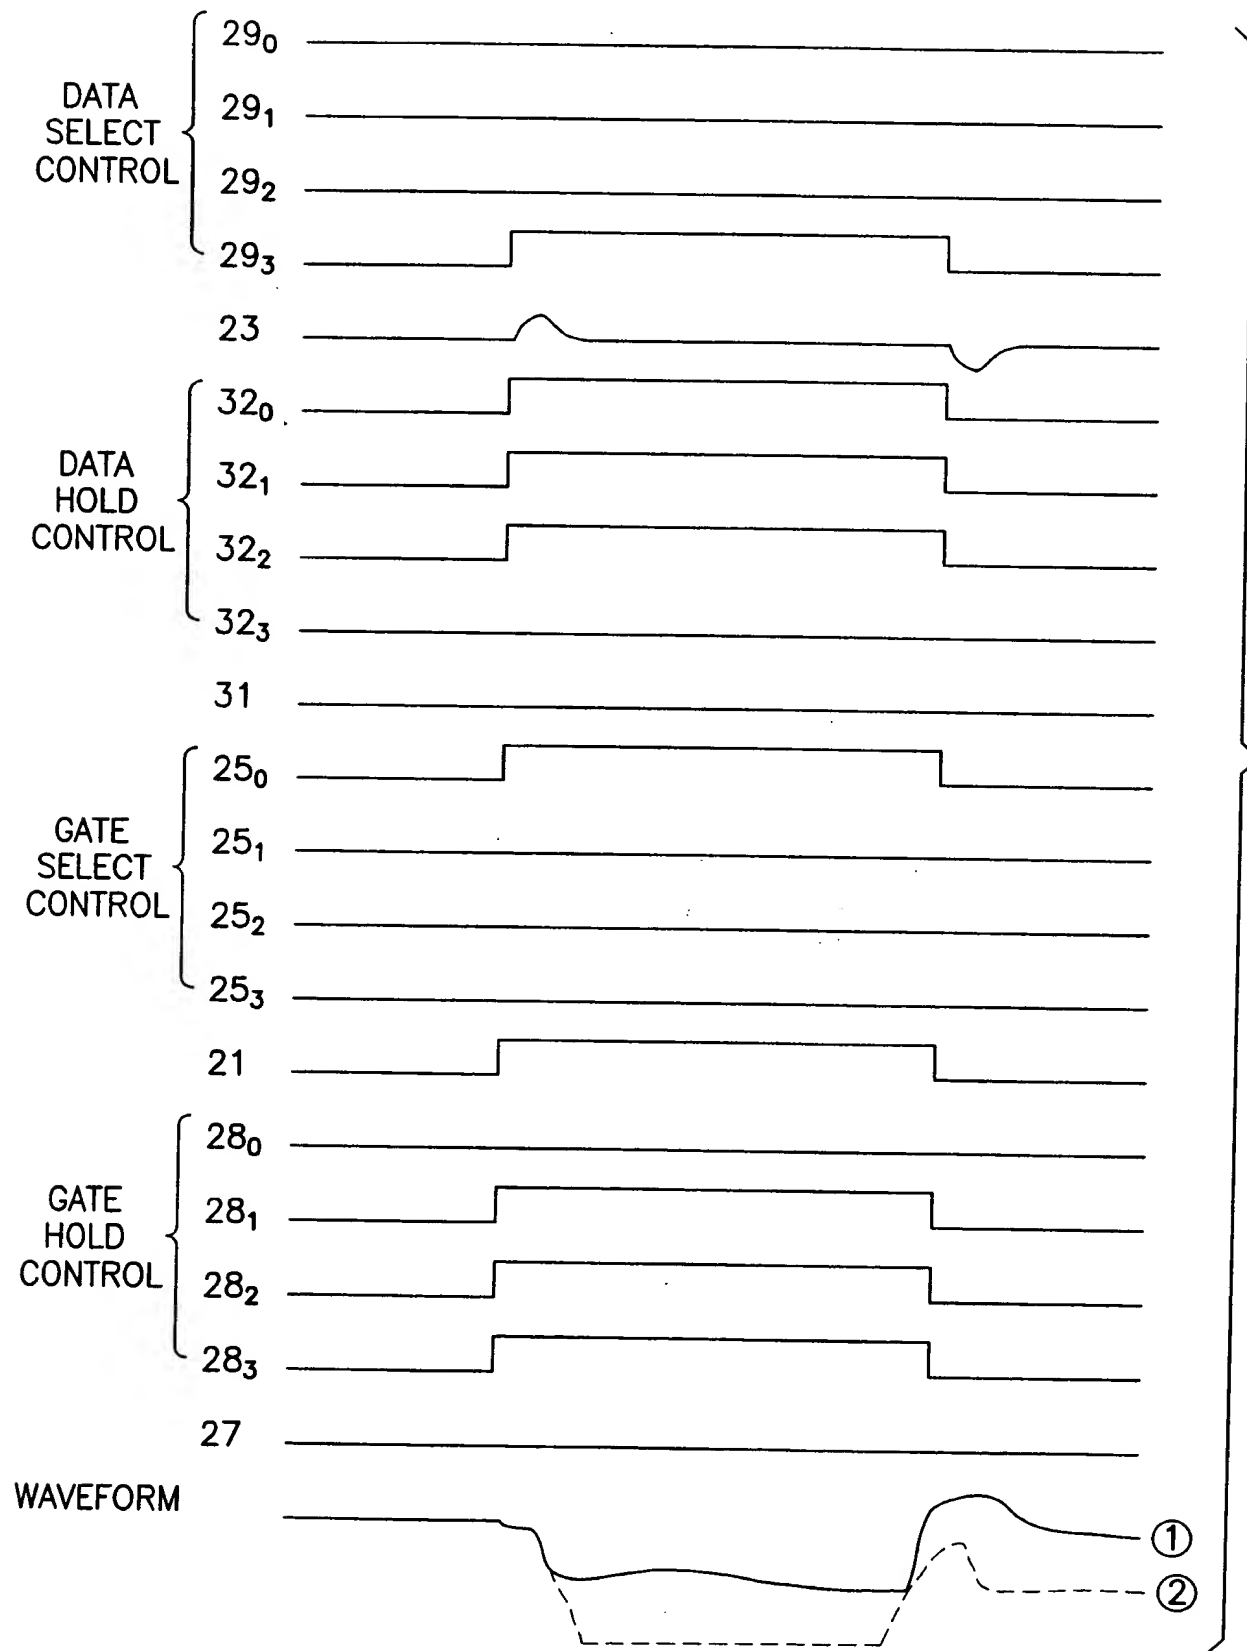 29₀
DATA
SELECT
CONTROL
29₁
29₂
29₃
23
DATA
HOLD
CONTROL
32₀
32₁
32₂
32₃
31
GATE
SELECT
CONTROL
25₀
25₁
25₂
25₃
21
GATE
HOLD
CONTROL
28₀
28₁
28₂
28₃
27
WAVEFORM
①
②